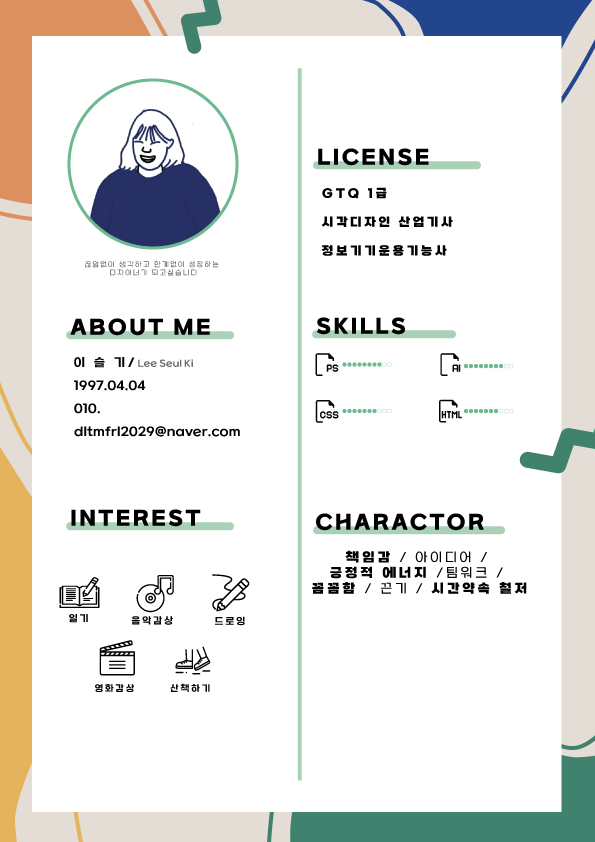 끊임없이 생각하고 한계없이 성장하는
디자이너가 되고싶습니다
ABOUT ME
이 슬 기 / Lee Seul Ki
1997.04.04
010.
dltmfrl2029@naver.com
INTEREST
일기
음악감상
드로잉
영화감상
산책하기
LICENSE
GTQ 1급
시각디자인 산업기사
정보기기운용기능사
SKILLS
PS
AI
CSS
HTML
CHARACTOR
책임감 / 아이디어 /
긍정적 에너지 /팀워크 /
꼼꼼함 / 끈기 / 시간약속 철저